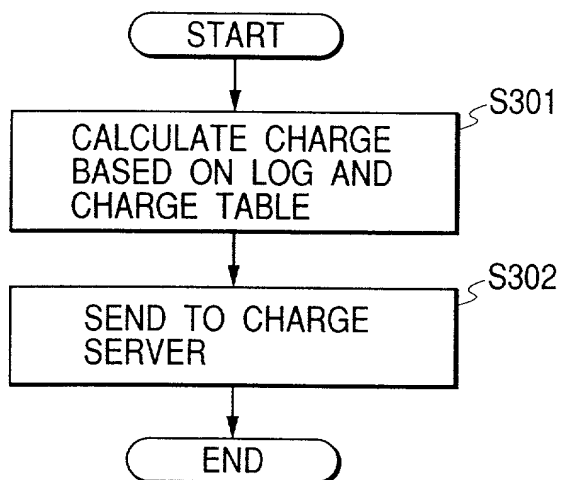 START
S301
CALCULATE CHARGE
BASED ON LOG AND
CHARGE TABLE
S302
SEND TO CHARGE
SERVER
END